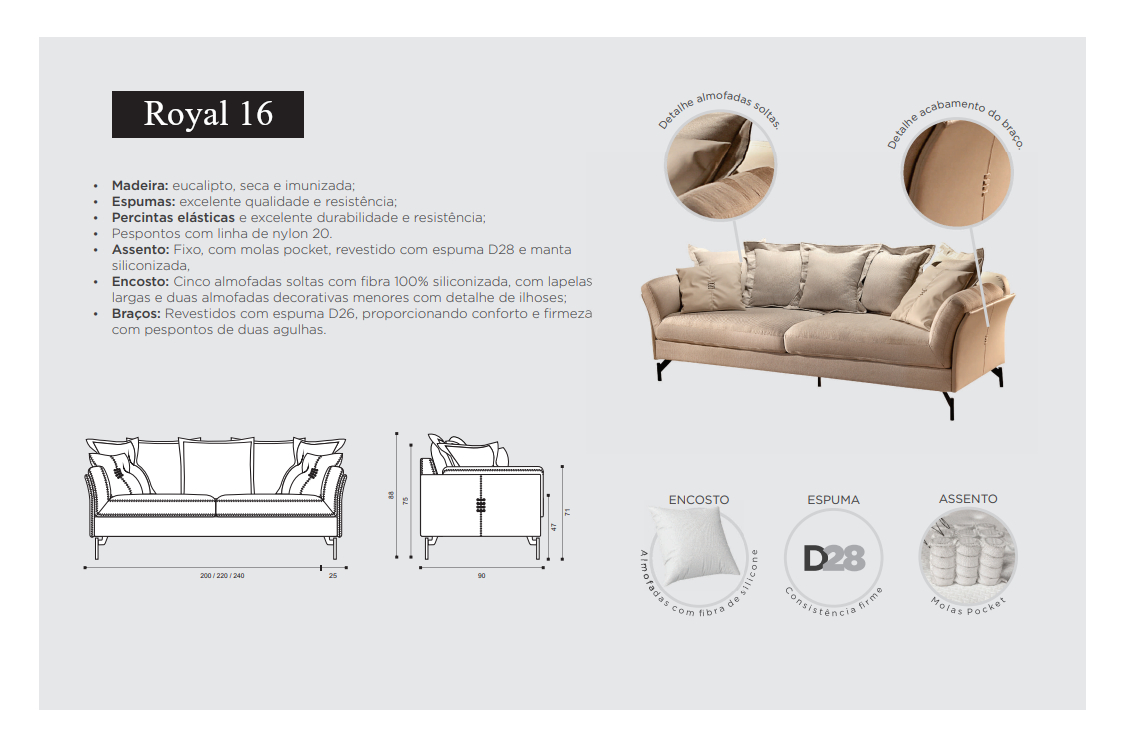 Royal 16
Detalhe almofadas soltas.
Detalhe acabamento do braço.
• Madeira: eucalipto, seca e imunizada;
• Espumas: excelente qualidade e resistência;
• Percintas elásticas e excelente durabilidade e resistência;
• Pespontos com linha de nylon 20.
• Assento: Fixo, com molas pocket, revestido com espuma D28 e manta
siliconizada,
• Encosto: Cinco almofadas soltas com fibra 100% siliconizada, com lapelas
largas e duas almofadas decorativas menores com detalhe de ilhoses;
• Braços: Revestidos com espuma D26, proporcionando conforto e firmeza
com pespontos de duas agulhas.
88
75
47
71
200 / 220 / 240
25
90
ENCOSTO
Almofadas com fibra de silicone
ESPUMA
D28
Consistência firme
ASSENTO
Molas Pocket